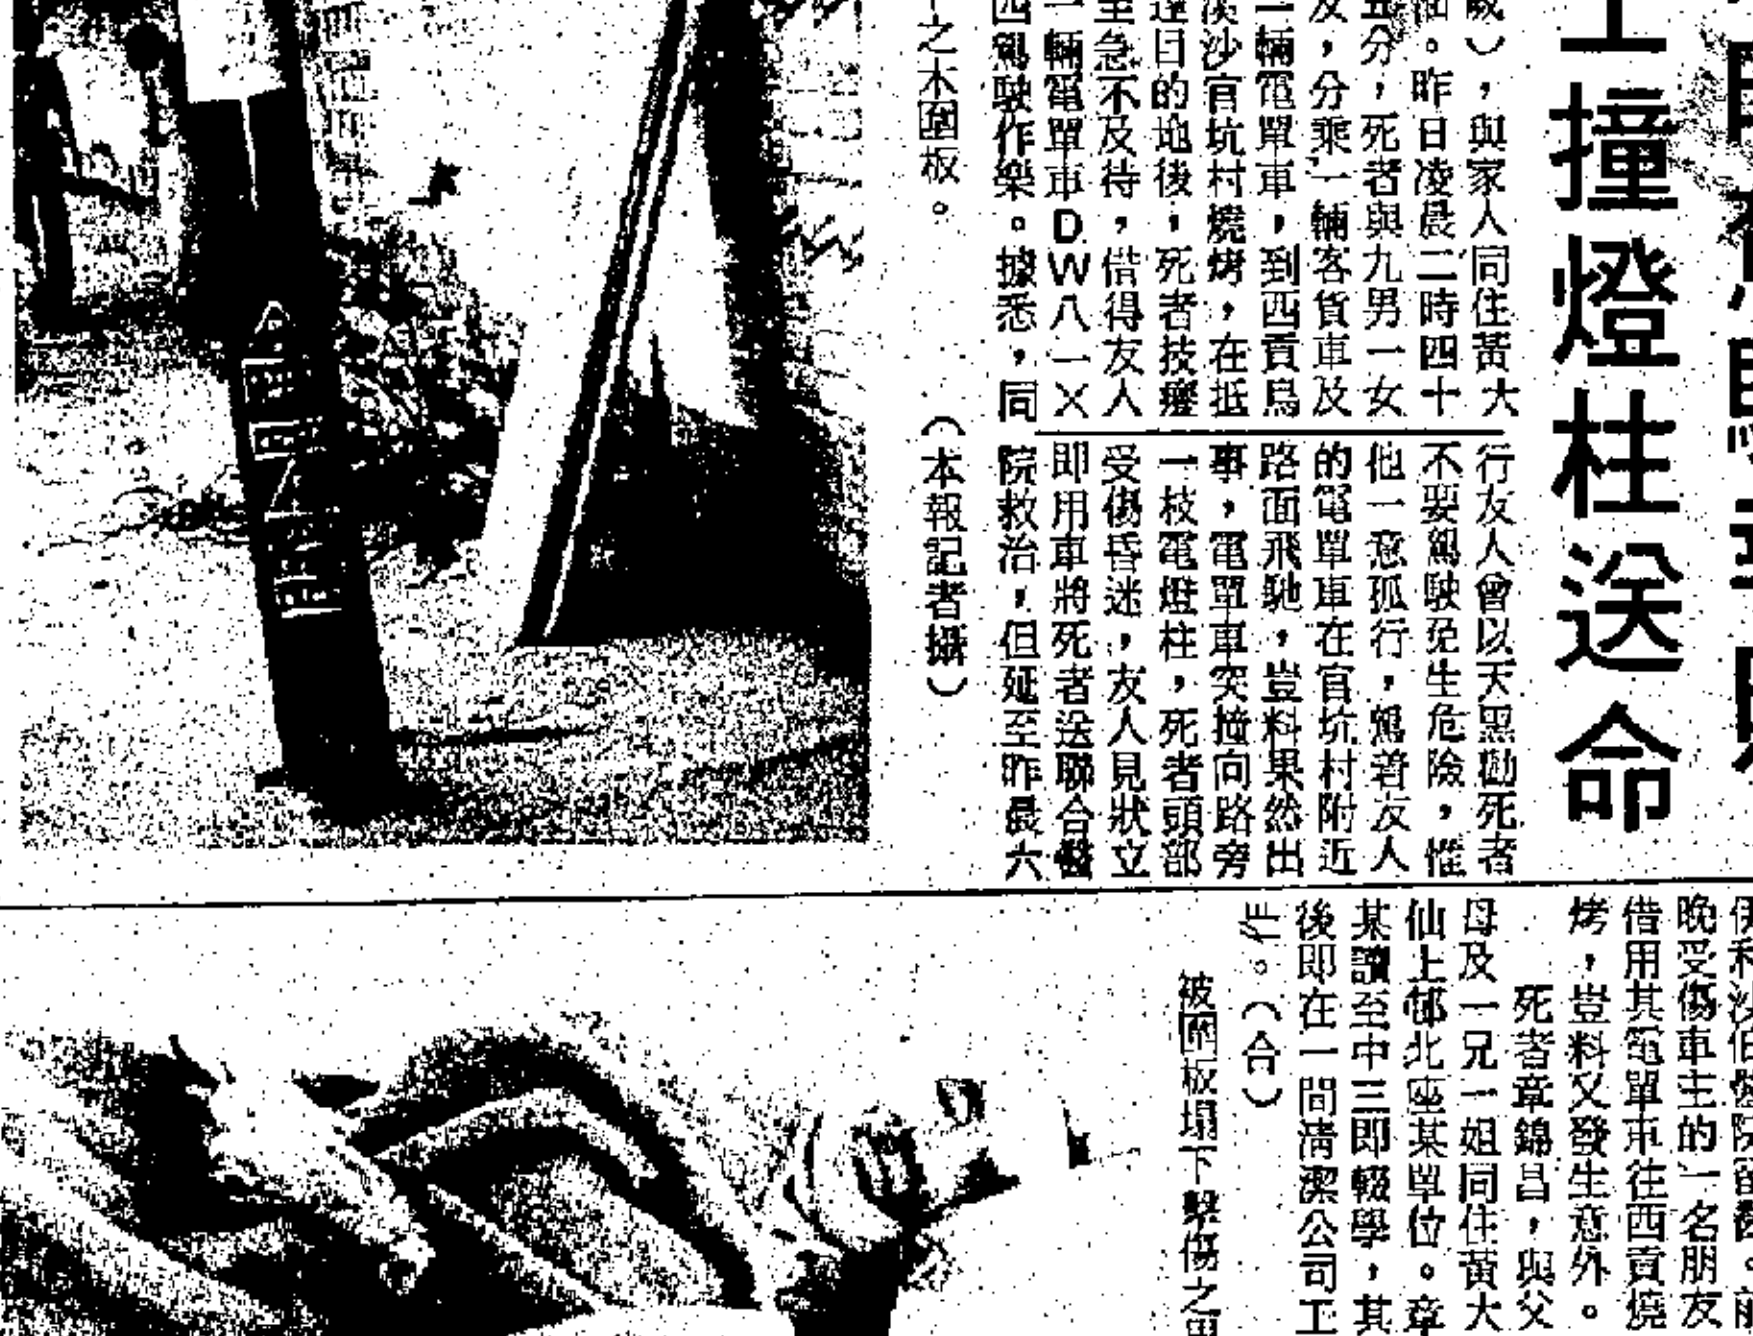 撞燈柱送命
，與家人同住黃大
。昨日凌晨二時四十
五分，死者與九男一女
友，分乘一輛客貨車及
一輛電單車，到西貢烏
溪沙官坑村燒烤，在抵
達目的地後，死者技癢
至急不及待，借得友人
一輛電單車DW八一X
四駕駛作樂。據悉，同
行友人曾以天黑勸死者
不要駕駛免生危險，惟
他一意孤行，駕着友人
的電單車在官坑村附近
路面飛馳，豈料果然出
事，電單車突撞向路旁
一枝電燈柱，死者頭部
受傷昏迷，友人見狀立
即用車將死者送聯合醫
院救治，但延至昨晨六
之木圍板。
（本報記者攝）
晚受傷車主的一名朋友
借用其電單車往西貢燒
烤，豈料又發生意外。
死者章錦昌，與父
母及一兄一姐同住黃大
仙上邨北座某單位。章
某讀至中三即輟學，其
後即在一間清潔公司工
作。（合）
被圍板塌下擊傷之男